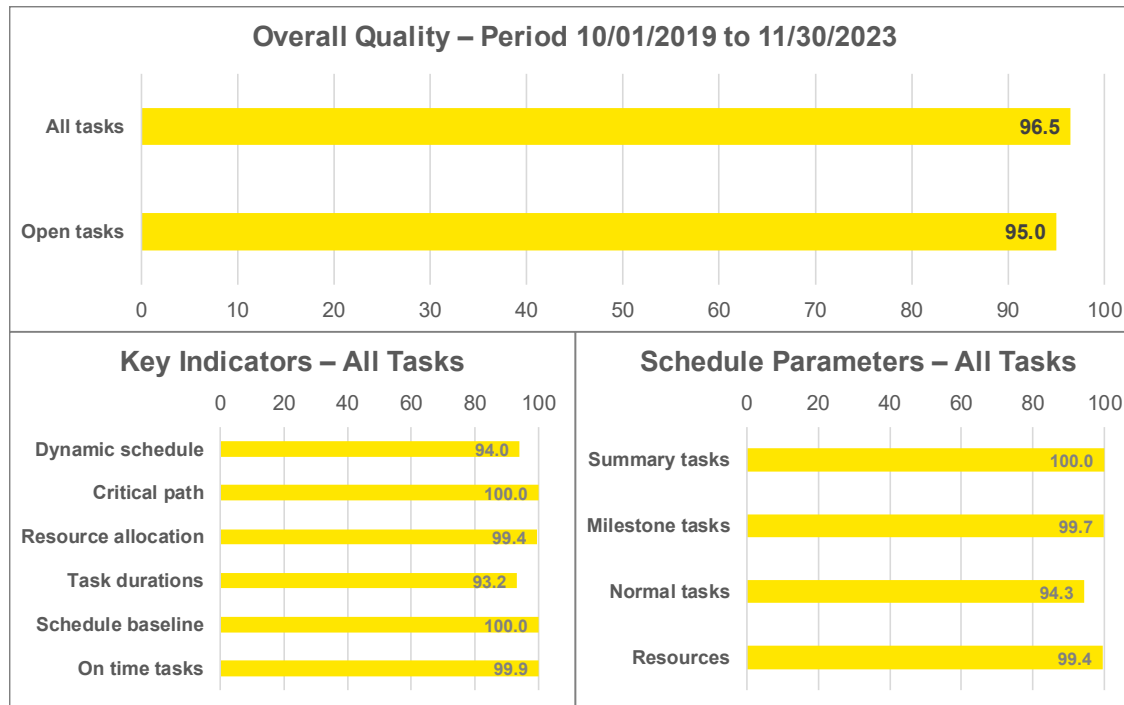 Overall Quality – Period 10/01/2019 to 11/30/2023
All tasks 96.5
Open tasks 95.0
0 10 20 30 40 50 60 70 80 90 100
Key Indicators – All Tasks
0 20 40 60 80 100
Dynamic schedule 94.0
Critical path 100.0
Resource allocation 99.4
Task durations 93.2
Schedule baseline 100.0
On time tasks 99.9
Schedule Parameters – All Tasks
0 20 40 60 80 100
Summary tasks 100.0
Milestone tasks 99.7
Normal tasks 94.3
Resources 99.4